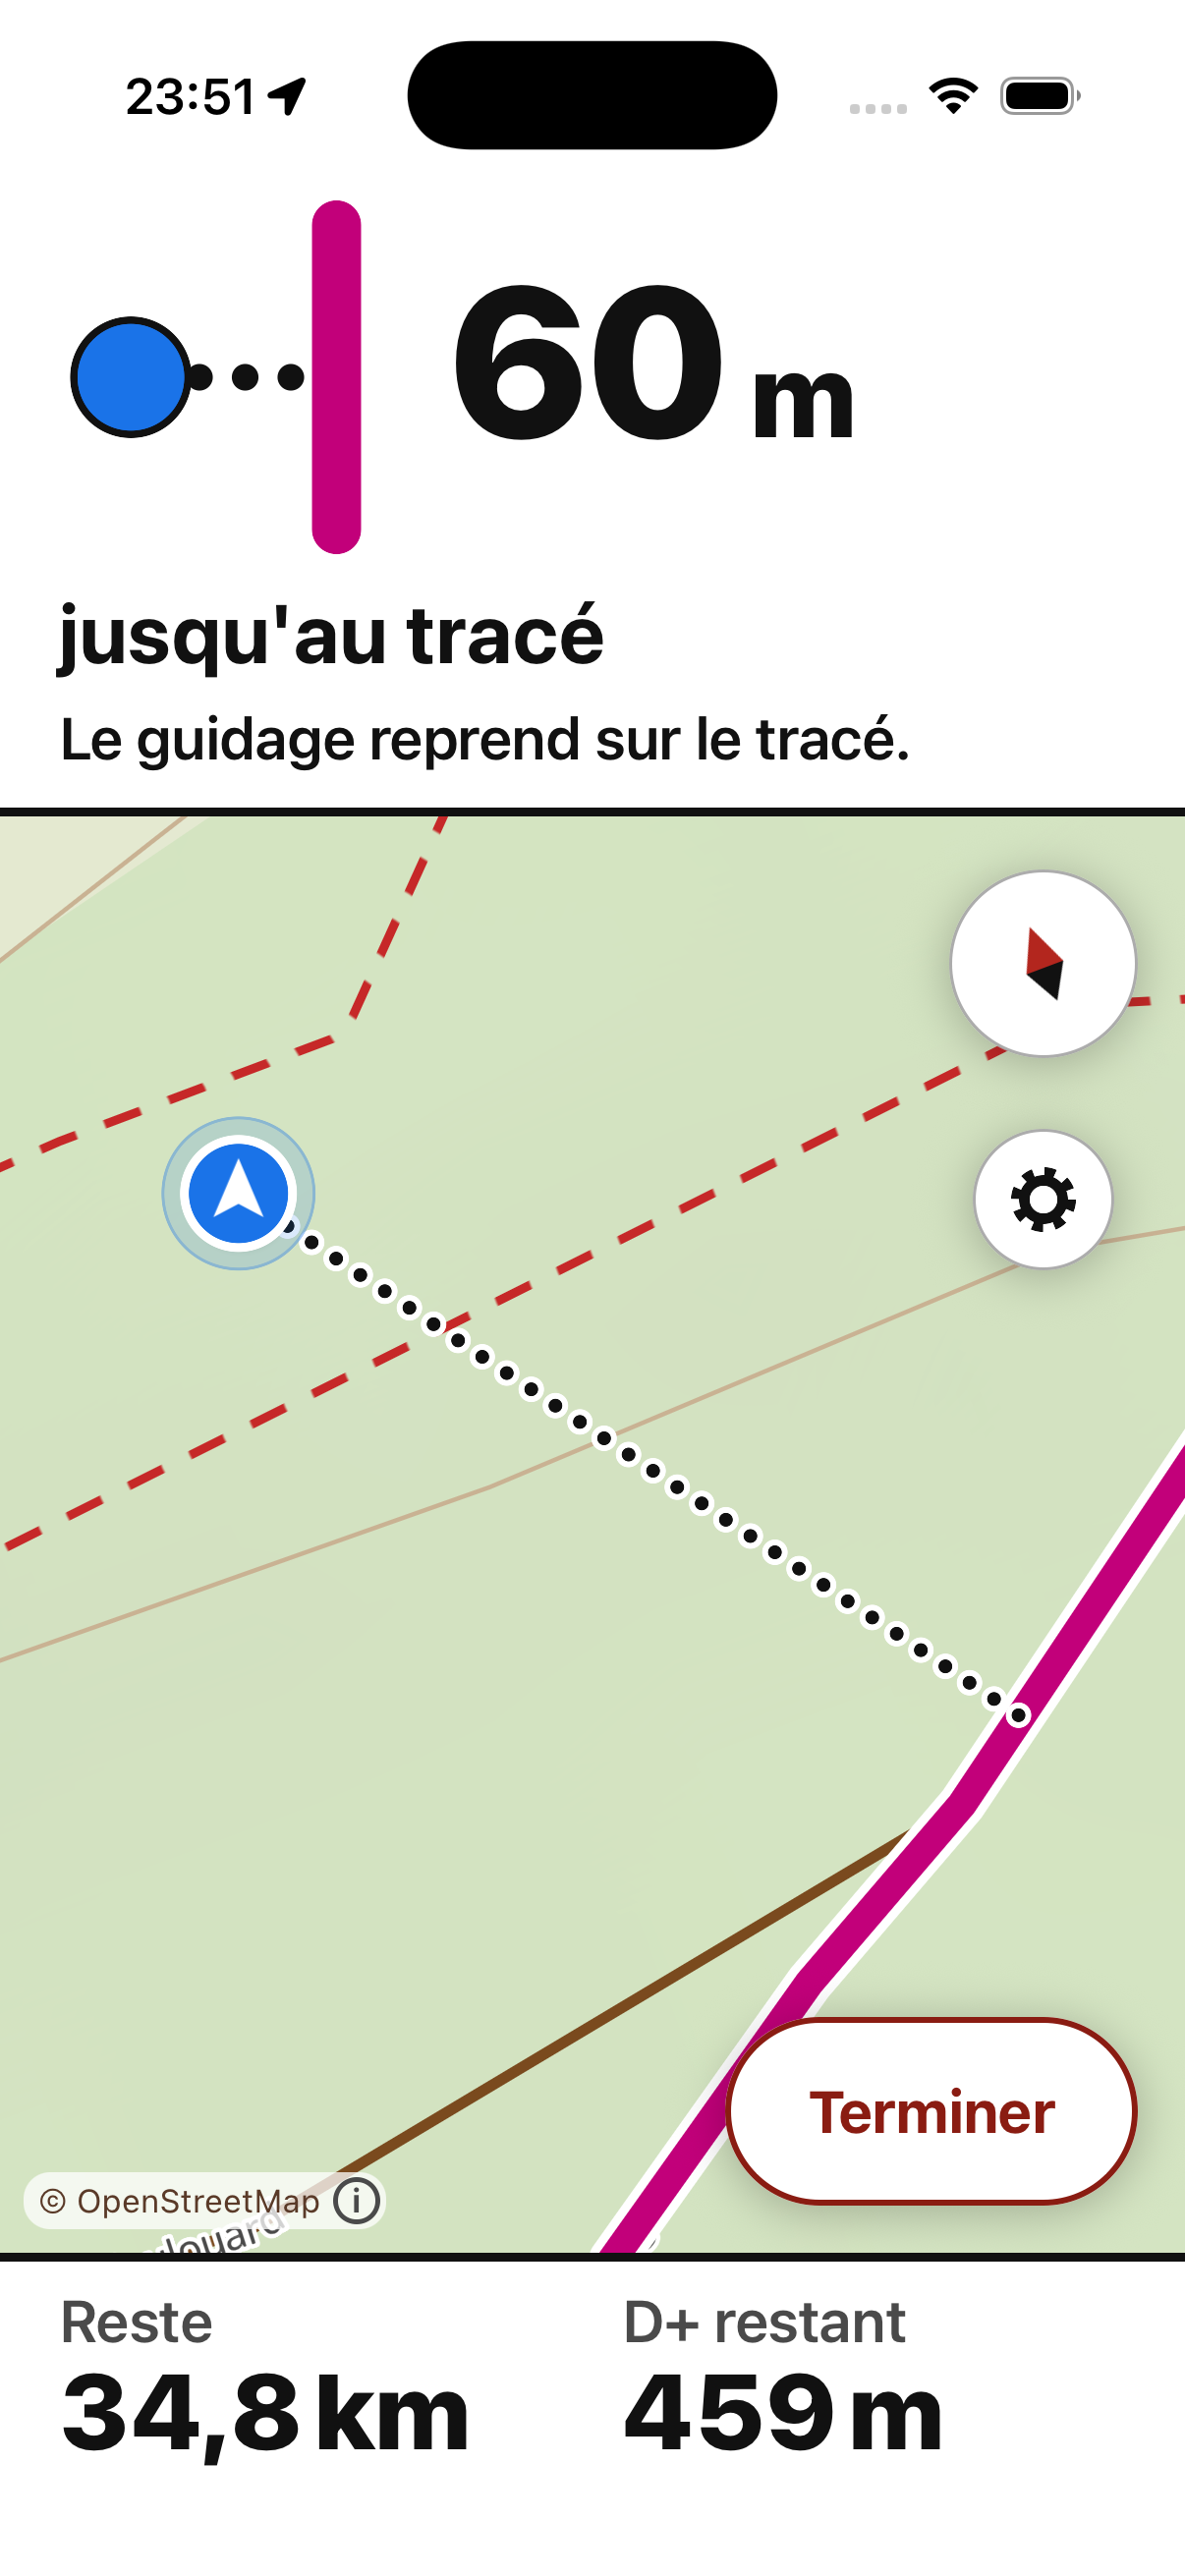 23:51
60 m
jusqu'au tracé
Le guidage reprend sur le tracé.
Terminer
© OpenStreetMap
Reste
D+ restant
34,8 km
459 m